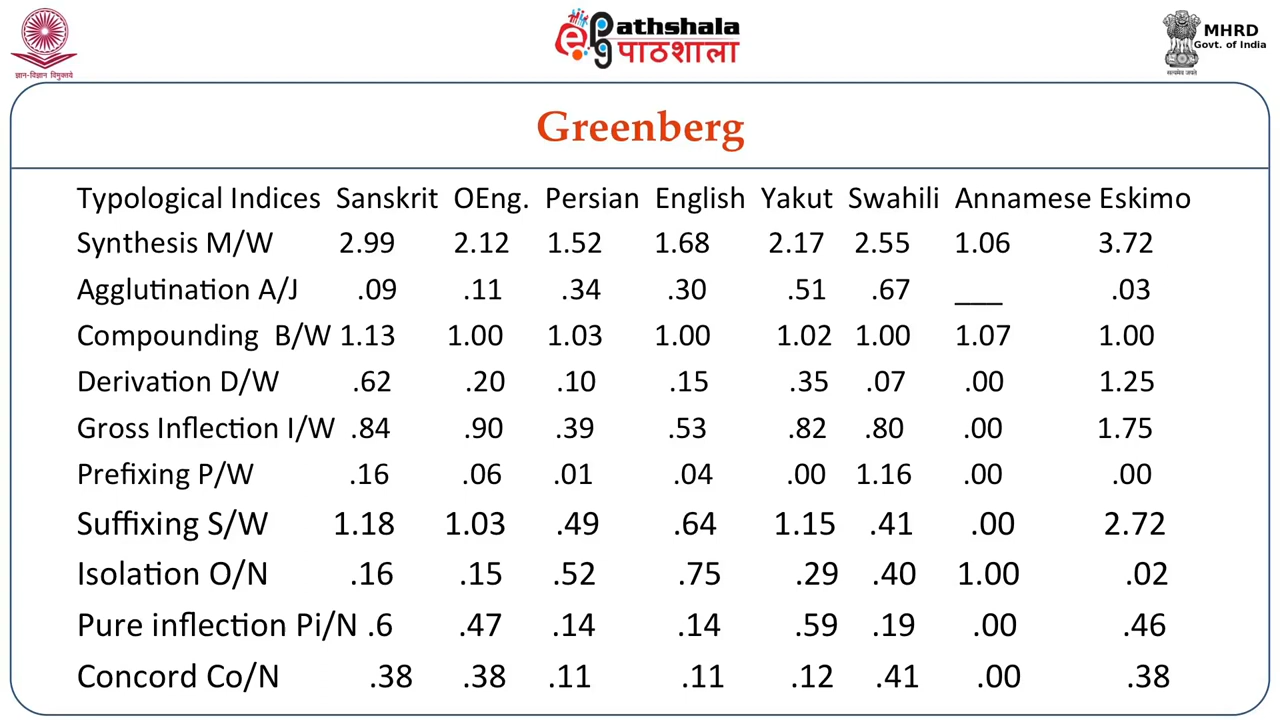 ज्ञान-विज्ञान विमुक्तये
ePG Pathshala
पाठशाला
MHRD
Govt. of India
सत्यमेव जयते
Greenberg
Typological Indices Sanskrit OEng. Persian English Yakut Swahili Annamese Eskimo
Synthesis M/W 2.99 2.12 1.52 1.68 2.17 2.55 1.06 3.72
Agglutination A/J .09 .11 .34 .30 .51 .67 ___ .03
Compounding B/W 1.13 1.00 1.03 1.00 1.02 1.00 1.07 1.00
Derivation D/W .62 .20 .10 .15 .35 .07 .00 1.25
Gross Inflection I/W .84 .90 .39 .53 .82 .80 .00 1.75
Prefixing P/W .16 .06 .01 .04 .00 1.16 .00 .00
Suffixing S/W 1.18 1.03 .49 .64 1.15 .41 .00 2.72
Isolation O/N .16 .15 .52 .75 .29 .40 1.00 .02
Pure inflection Pi/N .6 .47 .14 .14 .59 .19 .00 .46
Concord Co/N .38 .38 .11 .11 .12 .41 .00 .38